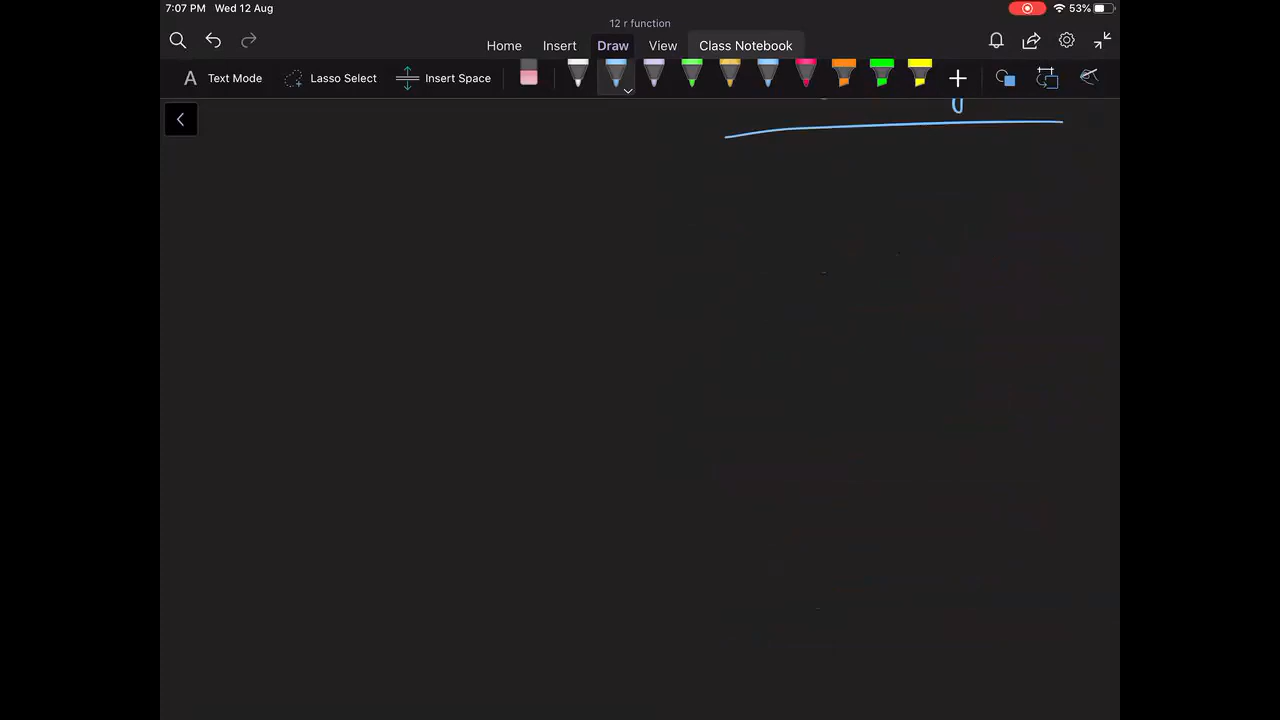 7:07 PM Wed 12 Aug 53%
12 r function
Home Insert Draw View Class Notebook
A Text Mode Lasso Select Insert Space